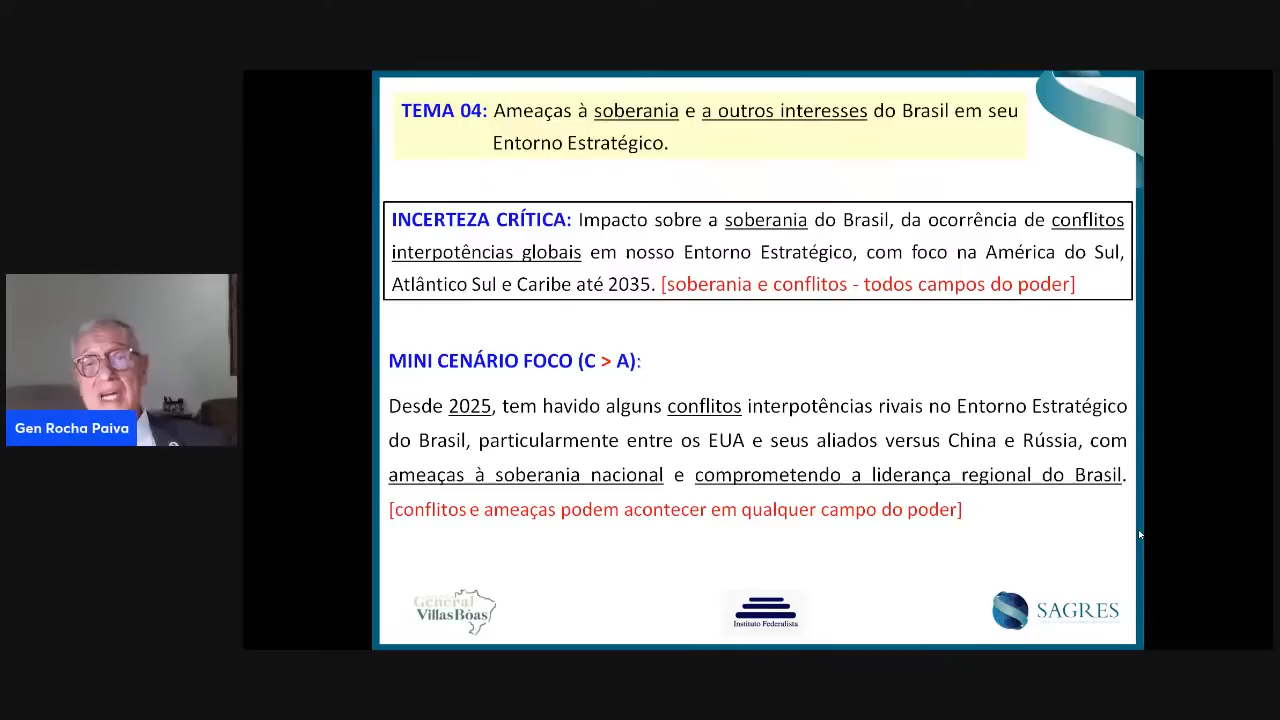 TEMA 04: Ameaças à soberania e a outros interesses do Brasil em seu
Entorno Estratégico.
INCERTEZA CRÍTICA: Impacto sobre a soberania do Brasil, da ocorrência de conflitos
interpotências globais em nosso Entorno Estratégico, com foco na América do Sul,
Atlântico Sul e Caribe até 2035. [soberania e conflitos - todos campos do poder]
MINI CENÁRIO FOCO (C > A):
Desde 2025, tem havido alguns conflitos interpotências rivais no Entorno Estratégico
do Brasil, particularmente entre os EUA e seus aliados versus China e Rússia, com
ameaças à soberania nacional e comprometendo a liderança regional do Brasil.
[conflitos e ameaças podem acontecer em qualquer campo do poder]
Gen Rocha Paiva
General
Villas Bôas
Instituto Federalista
SAGRES